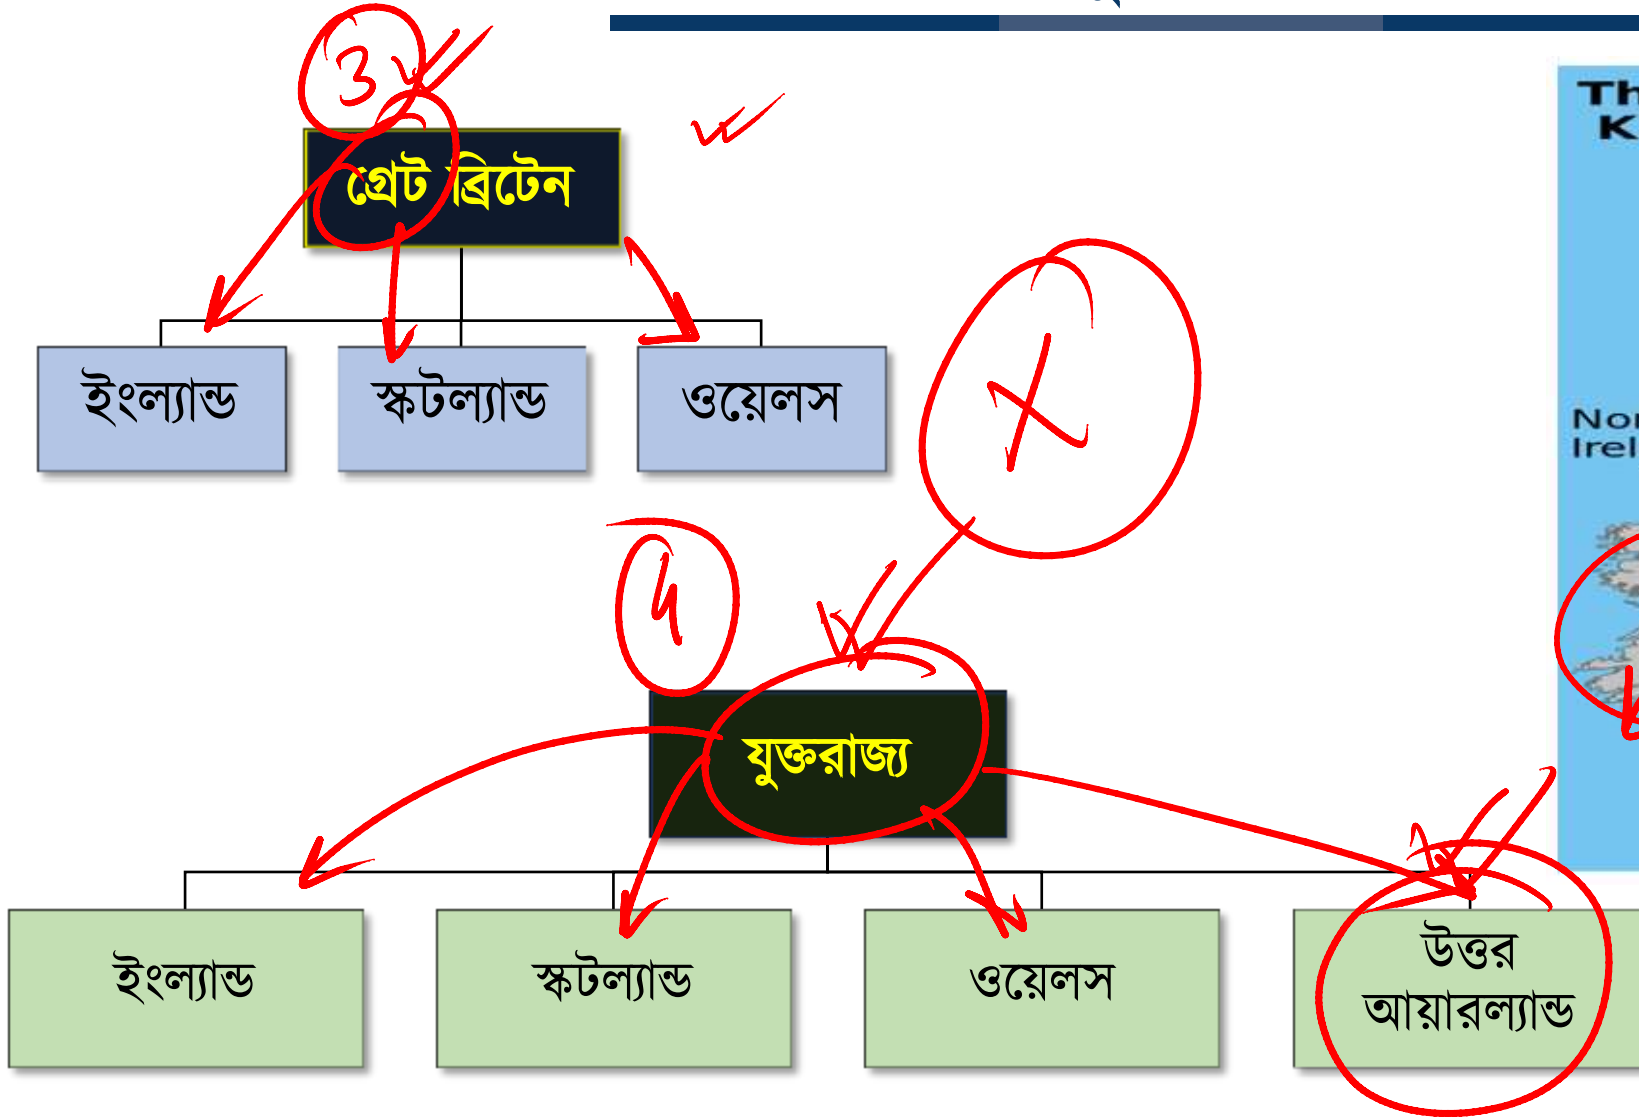 3
গ্রেট ব্রিটেন
ইংল্যান্ড
স্কটল্যান্ড
ওয়েলস
4
যুক্তরাজ্য
ইংল্যান্ড
স্কটল্যান্ড
ওয়েলস
উত্তর
আয়ারল্যান্ড